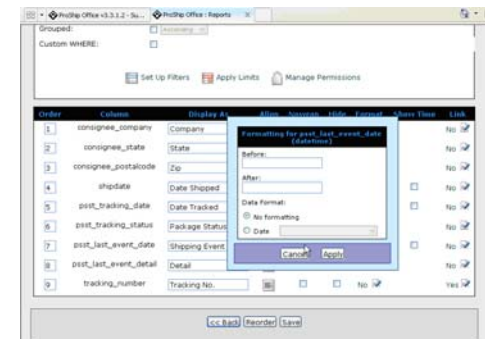 ProShip Office v3.3.1.2 - Su... ProShip Office : Reports
Grouped:
Custom WHERE:
Set Up Filters Apply Limits Manage Permissions
Order Column Display As Align Nowrap Hide Format Show Time Link
1 consignee_company Company No
2 consignee_state State No
3 consignee_postalcode Zip No
4 shipdate Date Shipped No
5 psst_tracking_date Date Tracked No
6 psst_tracking_status Package Status No
7 psst_last_event_date Shipping Event No
8 psst_last_event_detail Detail No
9 tracking_number Tracking No. No Yes
Formatting for psst_last_event_date
(datetime)
Before:
After:
Data Format:
No formatting
Date
Cancel Apply
<< Back Reorder Save